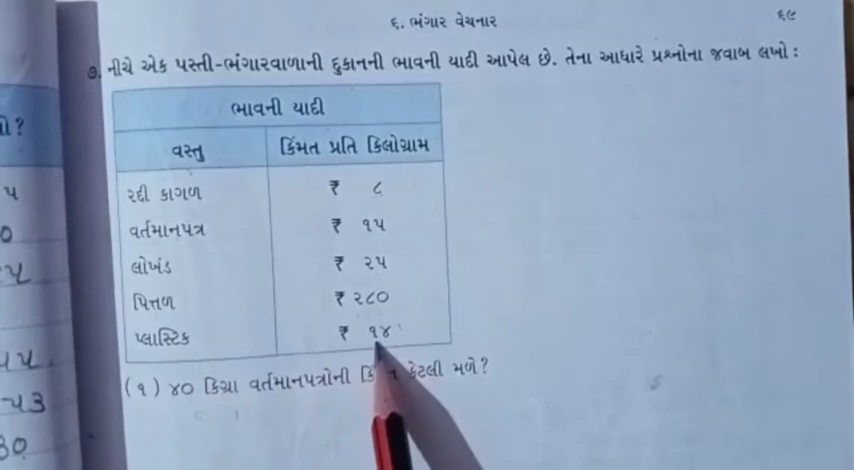 ૬. ભંગાર વેચનાર
૬૯
૭. નીચે એક પસ્તી-ભંગારવાળાની દુકાનની ભાવની યાદી આપેલ છે. તેના આધારે પ્રશ્નોના જવાબ લખો :
ભાવની યાદી
વસ્તુ કિંમત પ્રતિ કિલોગ્રામ
રદ્દી કાગળ ₹ ૮
વર્તમાનપત્ર ₹ ૧૫
લોખંડ ₹ ૨૫
પિત્તળ ₹ ૨૮૦
પ્લાસ્ટિક ₹ ૧૪
(૧) ૪૦ કિગ્રા વર્તમાનપત્રોની કેટલી મળે?